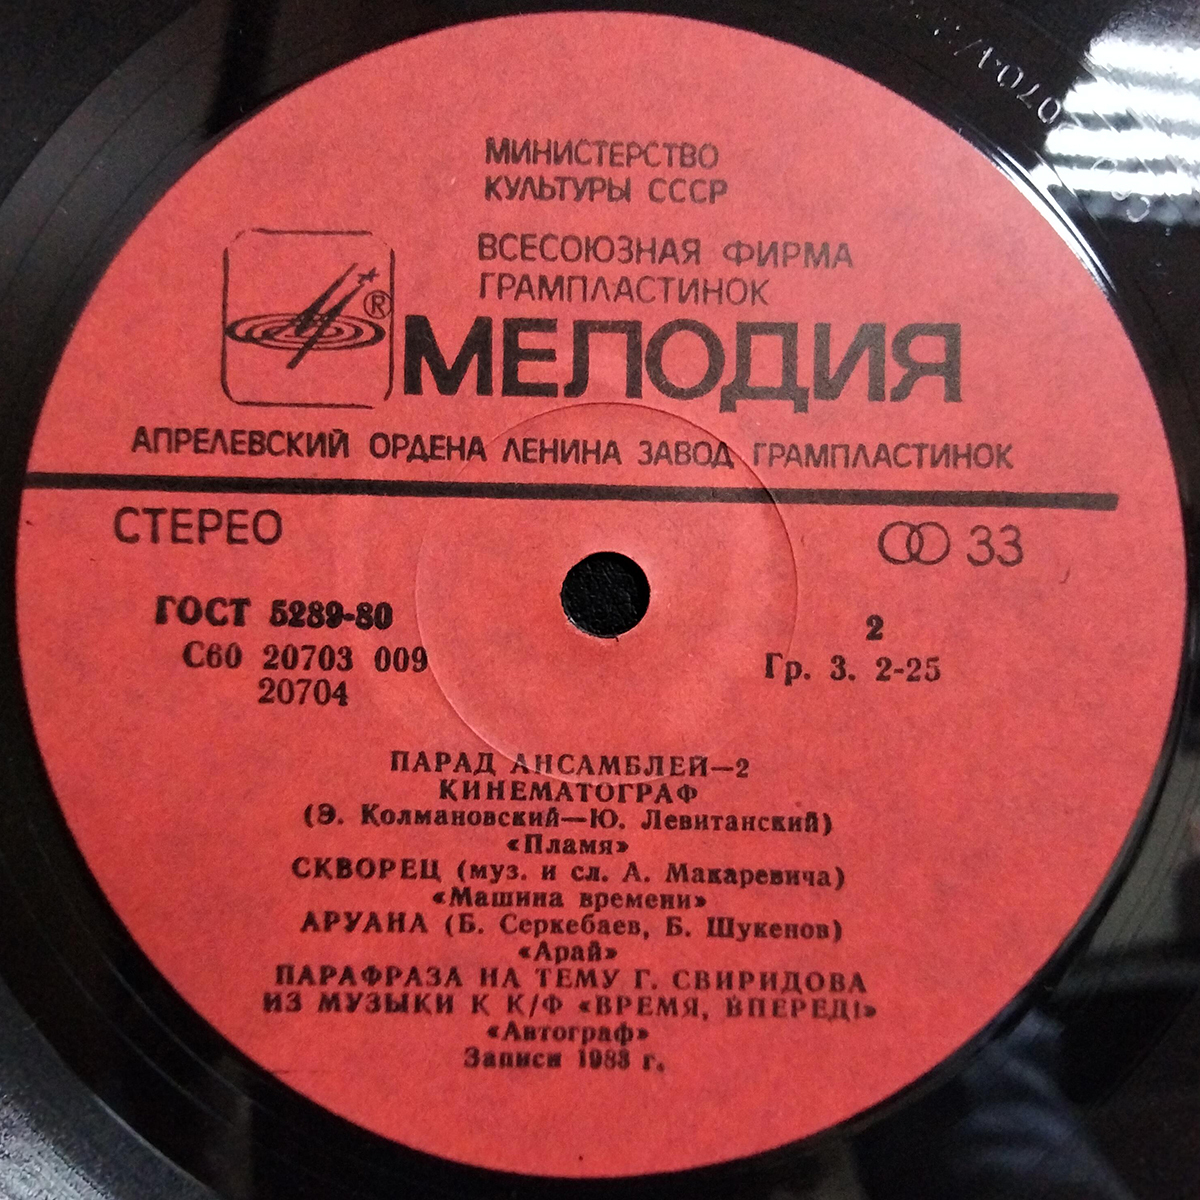 МИНИСТЕРСТВО
КУЛЬТУРЫ СССР
ВСЕСОЮЗНАЯ ФИРМА
ГРАМПЛАСТИНОК
®
МЕЛОДИЯ
АПРЕЛЕВСКИЙ ОРДЕНА ЛЕНИНА ЗАВОД ГРАМПЛАСТИНОК
СТЕРЕО
33
ГОСТ 5289-80
2
С60 20703 009
Гр. 3. 2-25
20704
ПАРАД АНСАМБЛЕЙ—2
КИНЕМАТОГРАФ
(Э. Колмановский—Ю. Левитанский)
«Пламя»
СКВОРЕЦ (муз. и сл. А. Макаревича)
«Машина времени»
АРУАНА (Б. Серкебаев, Б. Шукенов)
«Арай»
ПАРАФРАЗА НА ТЕМУ Г. СВИРИДОВА
ИЗ МУЗЫКИ К К/Ф «ВРЕМЯ, ВПЕРЕД!»
«Автограф»
Записи 1983 г.